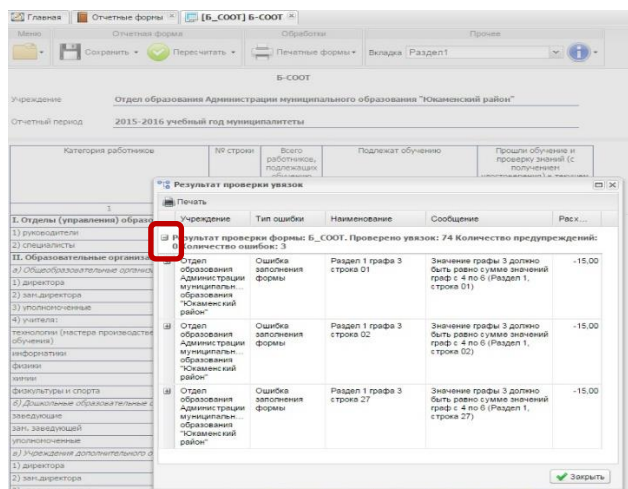 Главная Отчетные формы [Б_СООТ] Б-СООТ
Меню Отчетная форма Обработки Прочее
Сохранить Пересчитать Печатные формы Вкладка Раздел1
Б-СООТ
Учреждение Отдел образования Администрации муниципального образования "Юкаменский район"
Отчетный период 2015-2016 учебный год муниципалитеты
Категория работников № строки Всего Подлежат обучению Прошли обучение и
работников, проверку знаний (с
подлежащих получением
Результат проверки увязок
Печать
1
Учреждение Тип ошибки Наименование Сообщение Расх...
I. Отделы (управления) образо
1) руководители
2) специалисты
Результат проверки формы: Б_СООТ. Проверено увязок: 74 Количество предупреждений:
0 Количество ошибок: 3
II. Образовательные организа
а) Общеобразовательные организ
1) директора
2) зам.директора
3) уполномоченные
4) учителя:
технологии (мастера производстве
обучения)
информатики
физики
химии
физкультуры и спорта
б) Дошкольные образовательные
заведующие
зам. заведующей
уполномоченные
в) Учреждения дополнительного о
1) директора
2) зам.директора
Отдел Ошибка Раздел 1 графа 3 Значение графы 3 должно -15,00
образования заполнения строка 01 быть равно сумме значений
Администрации формы граф с 4 по 6 (Раздел 1,
муниципальн... строка 01)
образования
"Юкаменский
район"
Отдел Ошибка Раздел 1 графа 3 Значение графы 3 должно -15,00
образования заполнения строка 02 быть равно сумме значений
Администрации формы граф с 4 по 6 (Раздел 1,
муниципальн... строка 02)
образования
"Юкаменский
район"
Отдел Ошибка Раздел 1 графа 3 Значение графы 3 должно -15,00
образования заполнения строка 27 быть равно сумме значений
Администрации формы граф с 4 по 6 (Раздел 1,
муниципальн... строка 27)
образования
"Юкаменский
район"
Закрыть